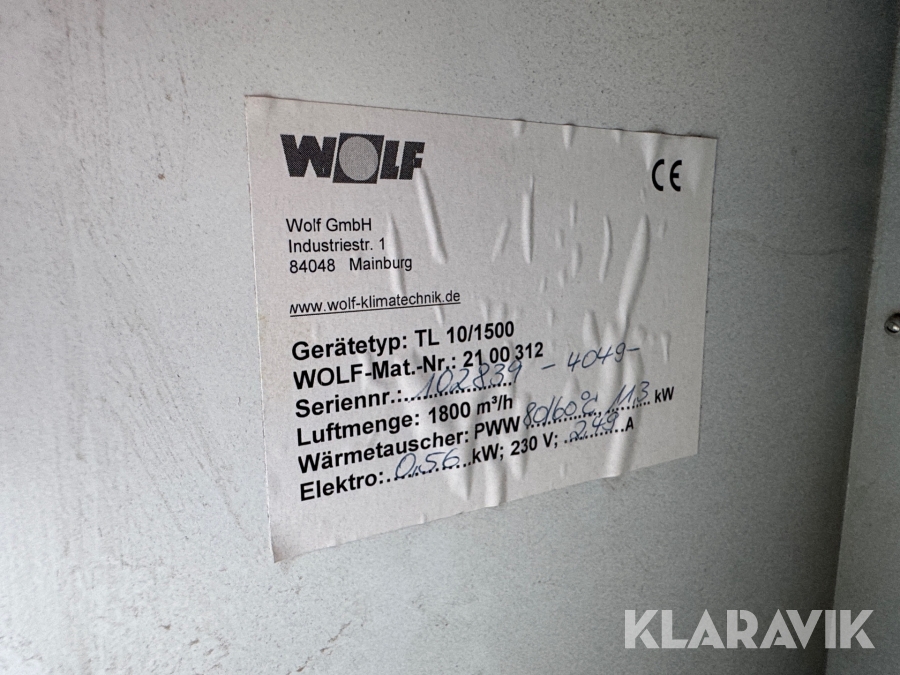 WOLF
CE
Wolf GmbH
Industriestr. 1
84048 Mainburg
www.wolf-klimatechnik.de
Gerätetyp: TL 10/1500
WOLF-Mat.-Nr.: 21 00 312
Seriennr.: 102839 - 4049-
Luftmenge: 1800 m³/h
Wärmetauscher: PWW 80/60°C, 11,3 kW
Elektro: 0,56 kW; 230 V; 2,49 A
KLARAVIK